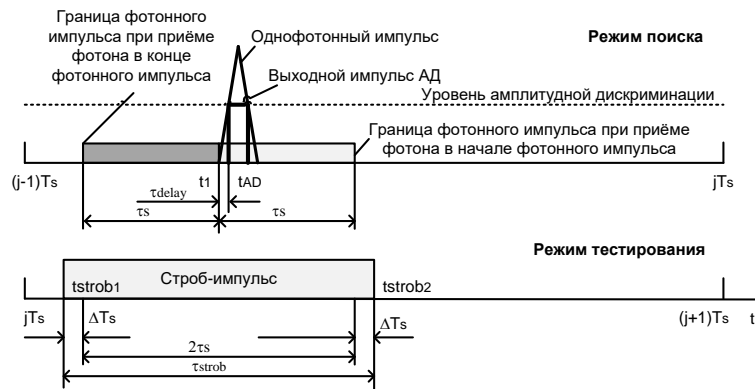 Граница фотонного
импульса при приёме
фотона в конце
фотонного импульса
Однофотонный импульс
Режим поиска
Выходной импульс АД
Уровень амплитудной дискриминации
Граница фотонного импульса при приёме
фотона в начале фотонного импульса
(j-1)Ts
t1
tAD
jTs
τdelay
τs
τs
Режим тестирования
Строб-импульс
tstrob1
tstrob2
jTs
ΔTs
ΔTs
(j+1)Ts
t
2τs
τstrob